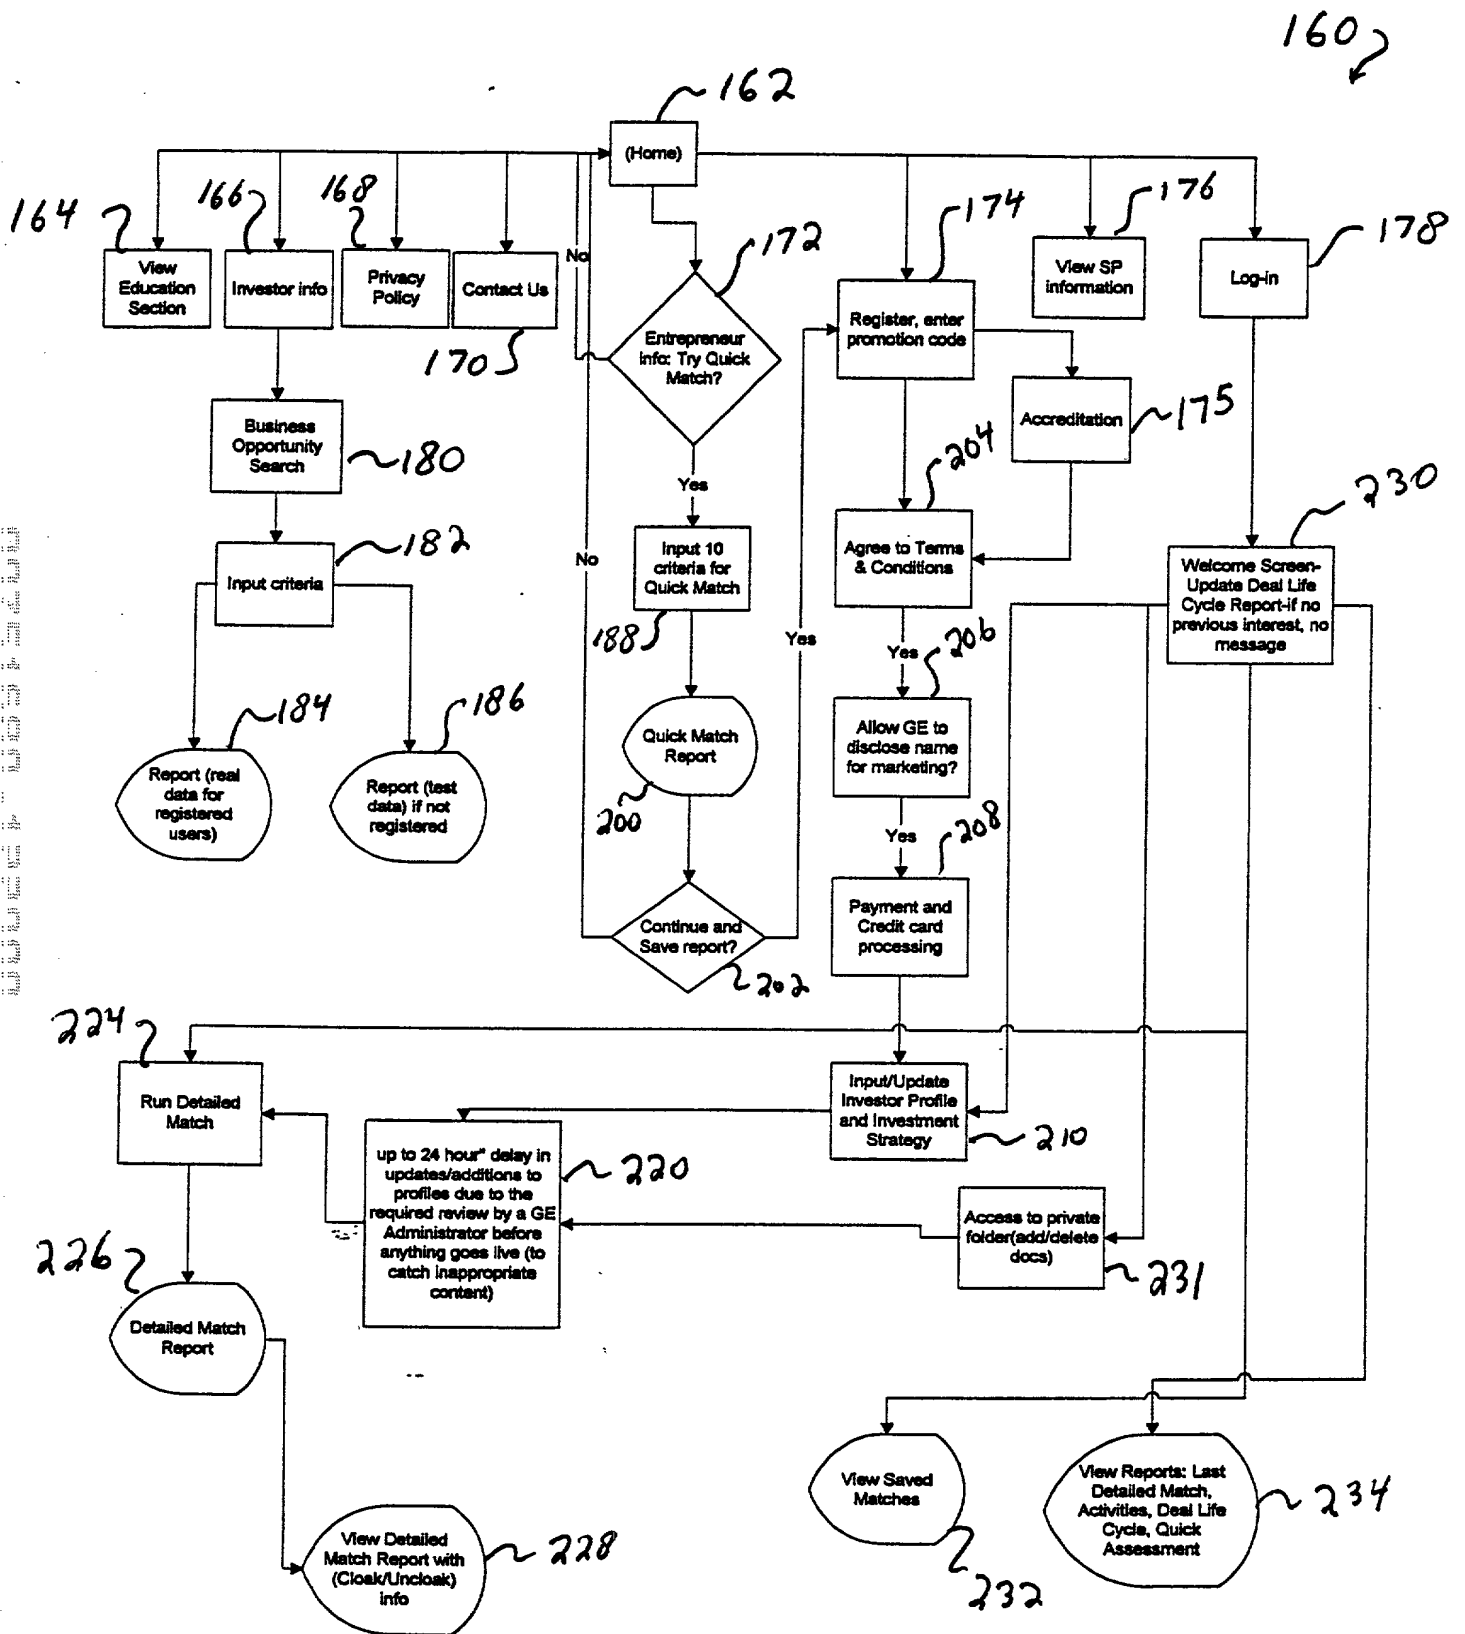 160
162
(Home)
164
166
168
172
174
176
178
View
Education
Section
Investor info
Privacy
Policy
Contact Us
170
No
Entrepreneur
info: Try Quick
Match?
Register, enter
promotion code
View SP
information
Log-in
Accreditation
175
Business
Opportunity
Search
180
Yes
204
230
182
Input criteria
No
Input 10
criteria for
Quick Match
188
Agree to Terms
& Conditions
Welcome Screen-
Update Deal Life
Cycle Report-if no
previous interest, no
message
Yes
Yes
206
184
186
Quick Match
Report
200
Allow GE to
disclose name
for marketing?
Report (real
data for
registered
users)
Report (test
data) if not
registered
Yes
208
Continue and
Save report?
202
Payment and
Credit card
processing
224
Run Detailed
Match
Input/Update
Investor Profile
and Investment
Strategy
210
up to 24 hour" delay in
updates/additions to
profiles due to the
required review by a GE
Administrator before
anything goes live (to
catch inappropriate
content)
220
Access to private
folder(add/delete
docs)
231
226
Detailed Match
Report
View Detailed
Match Report with
(Cloak/Uncloak)
info
228
View Saved
Matches
232
View Reports: Last
Detailed Match,
Activities, Deal Life
Cycle, Quick
Assessment
234